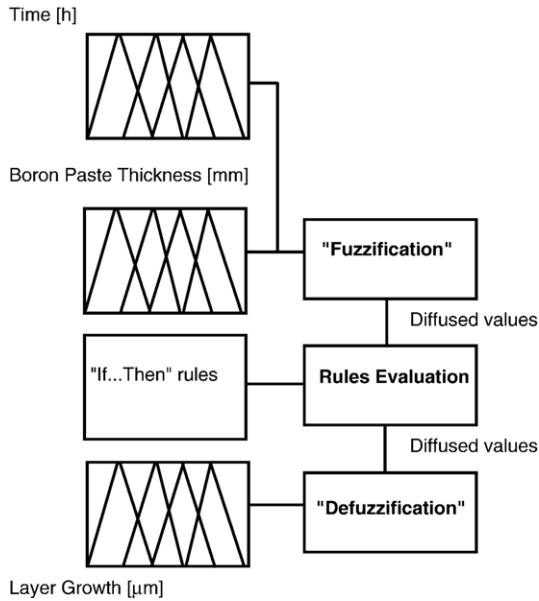 Time [h]
Boron Paste Thickness [mm]
"Fuzzification"
Diffused values
"If...Then" rules
Rules Evaluation
Diffused values
"Defuzzification"
Layer Growth [µm]